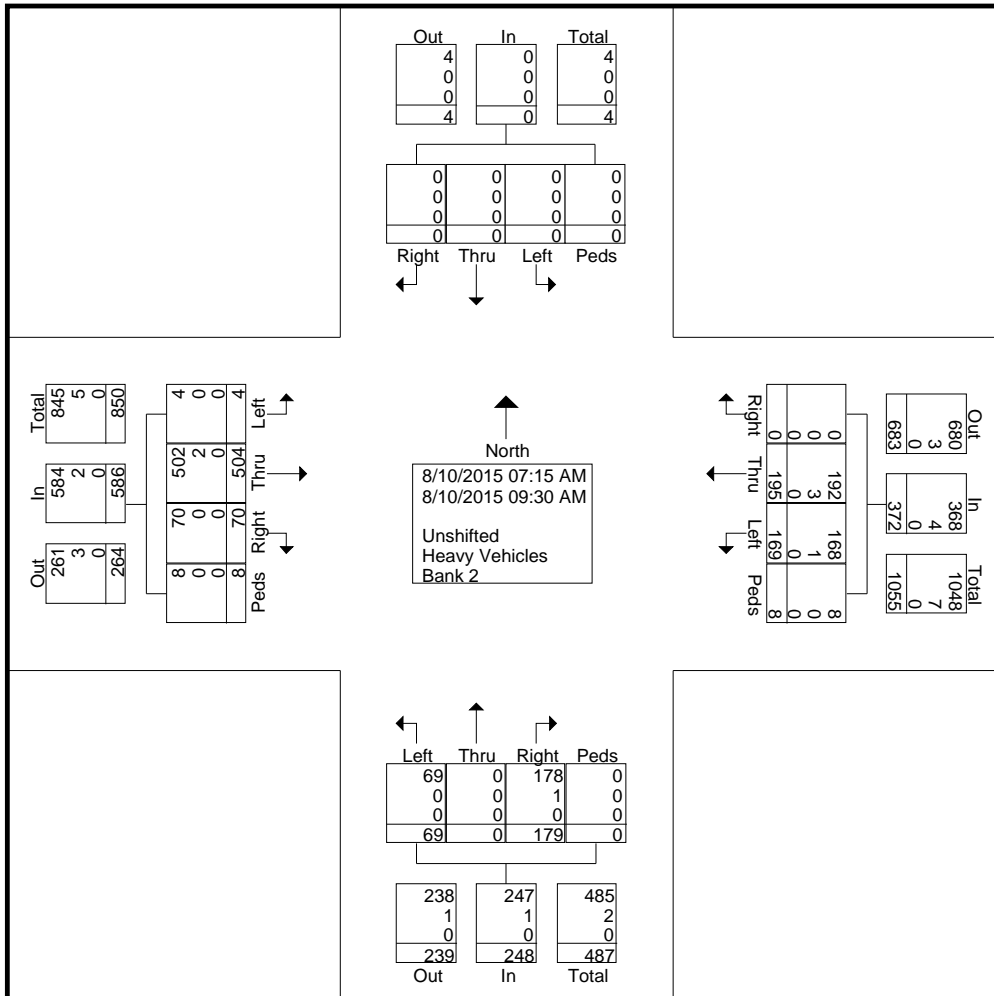 Out In Total
4 0 4
0 0 0
0 0 0
4 0 4
0 0 0 0
0 0 0 0
0 0 0 0
0 0 0 0
Right Thru Left Peds
Total
845 5 0 850
In
584 2 0 586
Out
261 3 0 264
4 0 0 4
Left
502 2 0 504
Thru
70 0 0 70
Right
8 0 0 8
Peds
North
8/10/2015 07:15 AM
8/10/2015 09:30 AM
Unshifted
Heavy Vehicles
Bank 2
Right
0 0 0 0
Thru
192 3 0 195
Left
168 1 0 169
Peds
8 0 0 8
Out
680 3 0 683
In
368 4 0 372
Total
1048 7 0 1055
Left Thru Right Peds
69 0 178 0
0 0 1 0
0 0 0 0
69 0 179 0
238 247 485
1 1 2
0 0 0
239 248 487
Out In Total